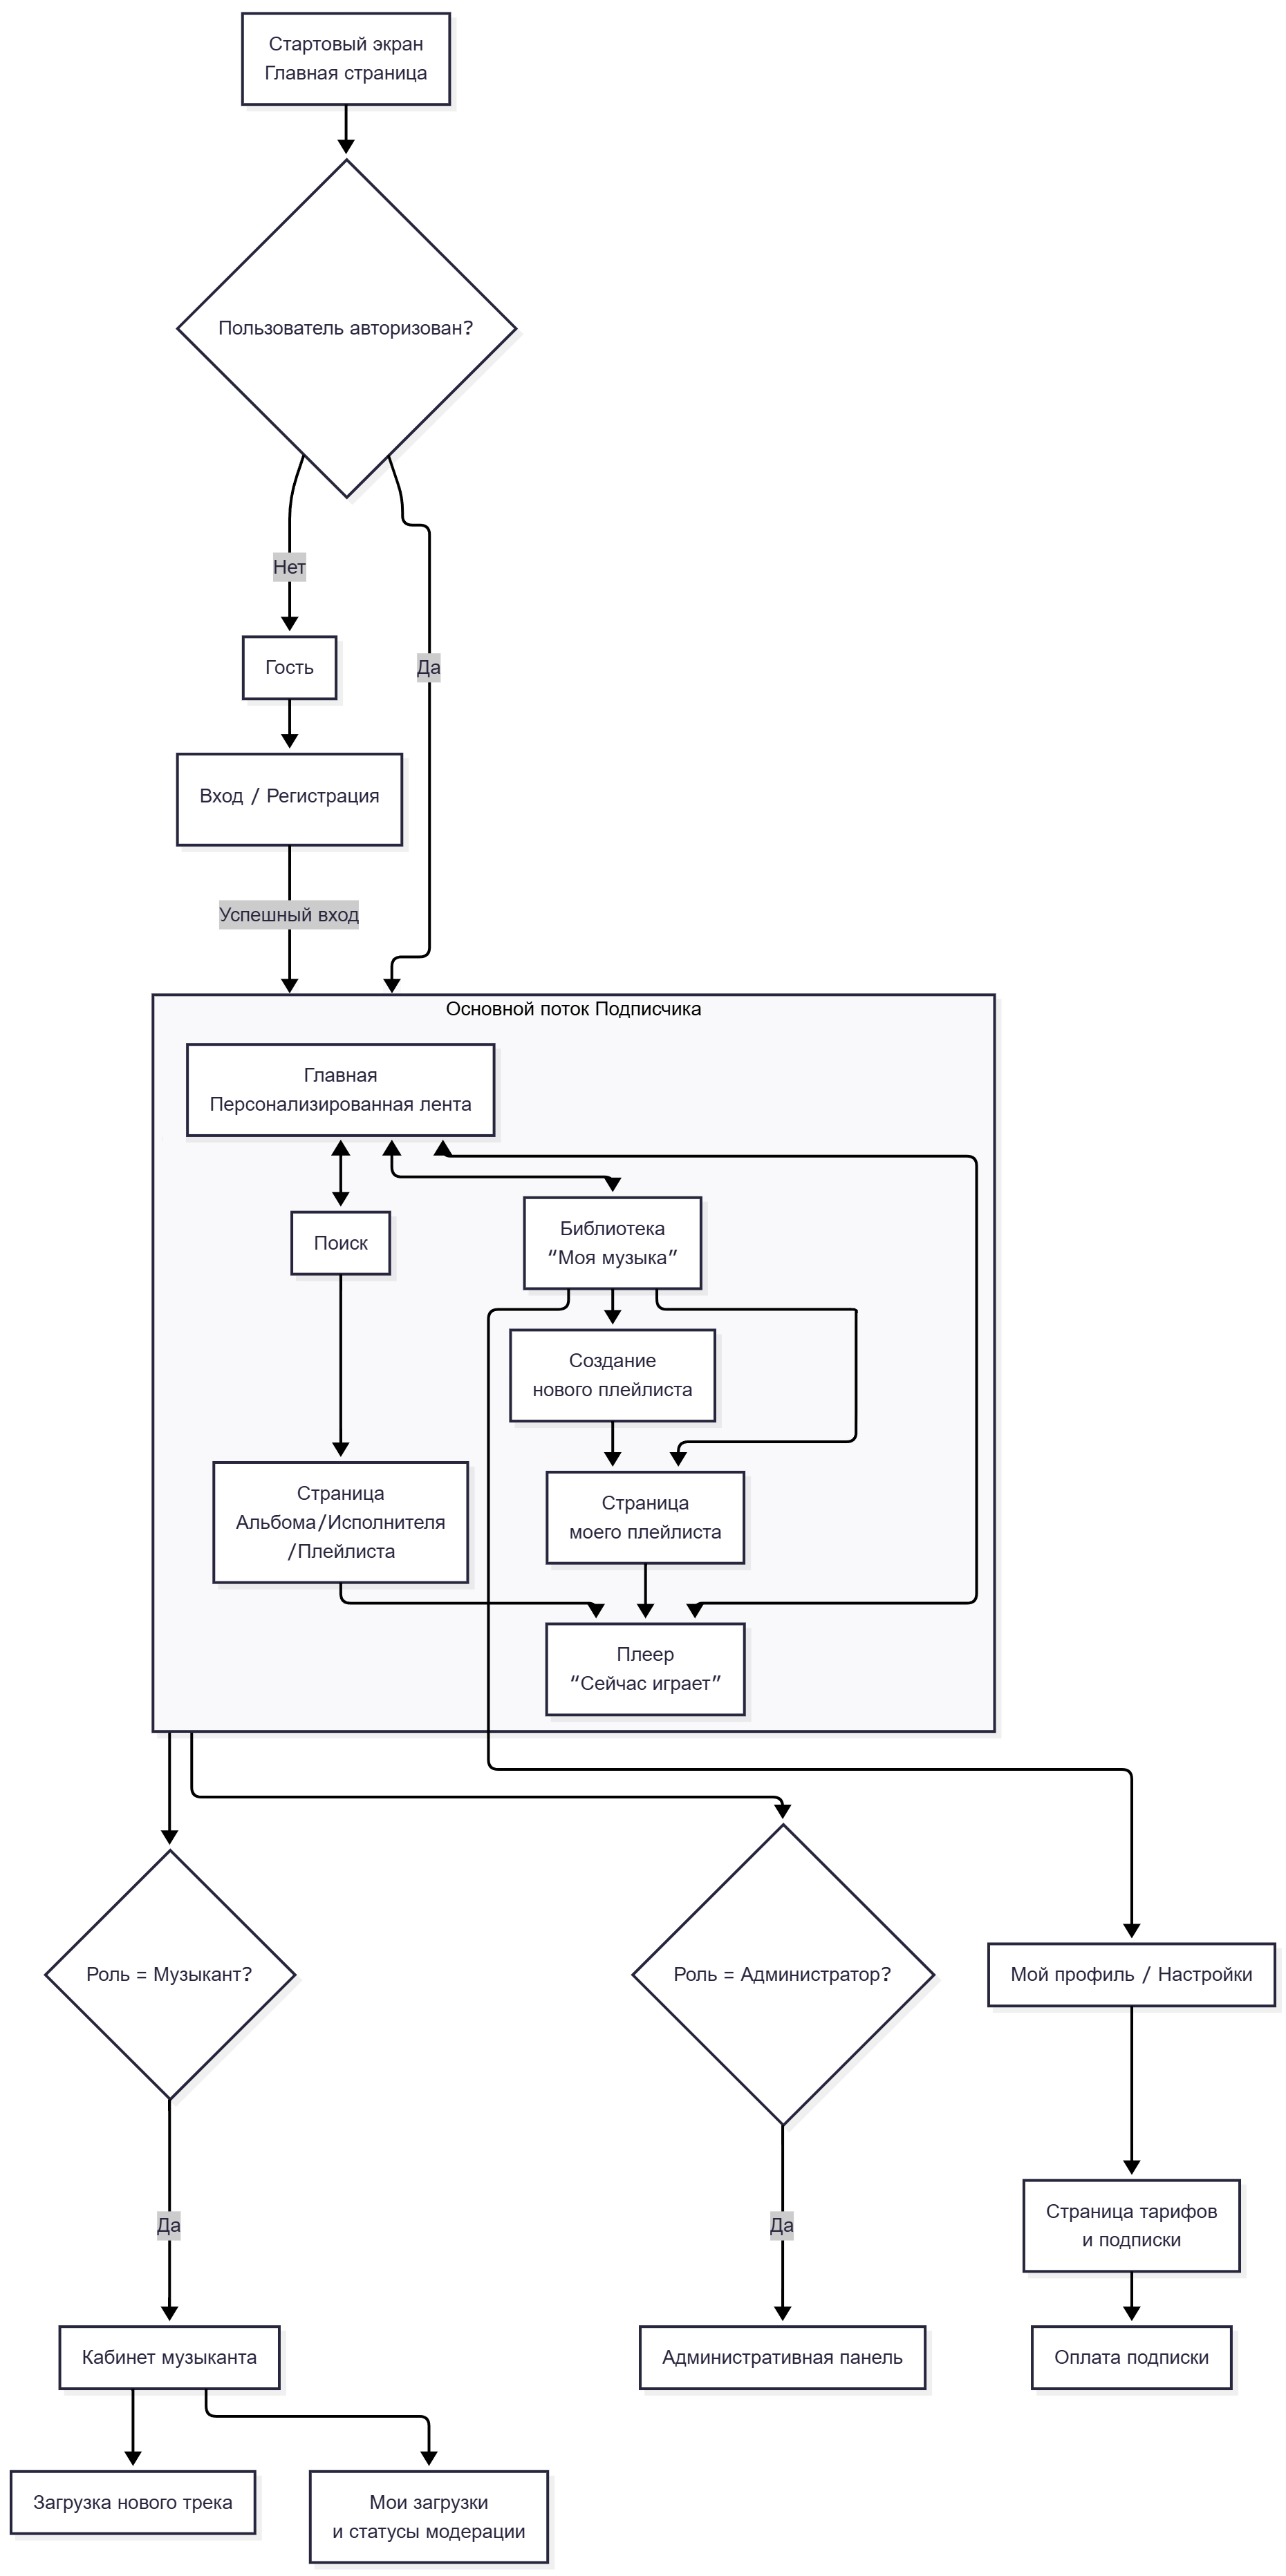 Стартовый экран
Главная страница
Пользователь авторизован?
Нет
Гость
Да
Вход / Регистрация
Успешный вход
Основной поток Подписчика
Главная
Персонализированная лента
Поиск
Библиотека
“Моя музыка”
Создание
нового плейлиста
Страница
Альбома/Исполнителя
/Плейлиста
Страница
моего плейлиста
Плеер
“Сейчас играет”
Роль = Музыкант?
Роль = Администратор?
Мой профиль / Настройки
Да
Да
Страница тарифов
и подписки
Кабинет музыканта
Административная панель
Оплата подписки
Загрузка нового трека
Мои загрузки
и статусы модерации